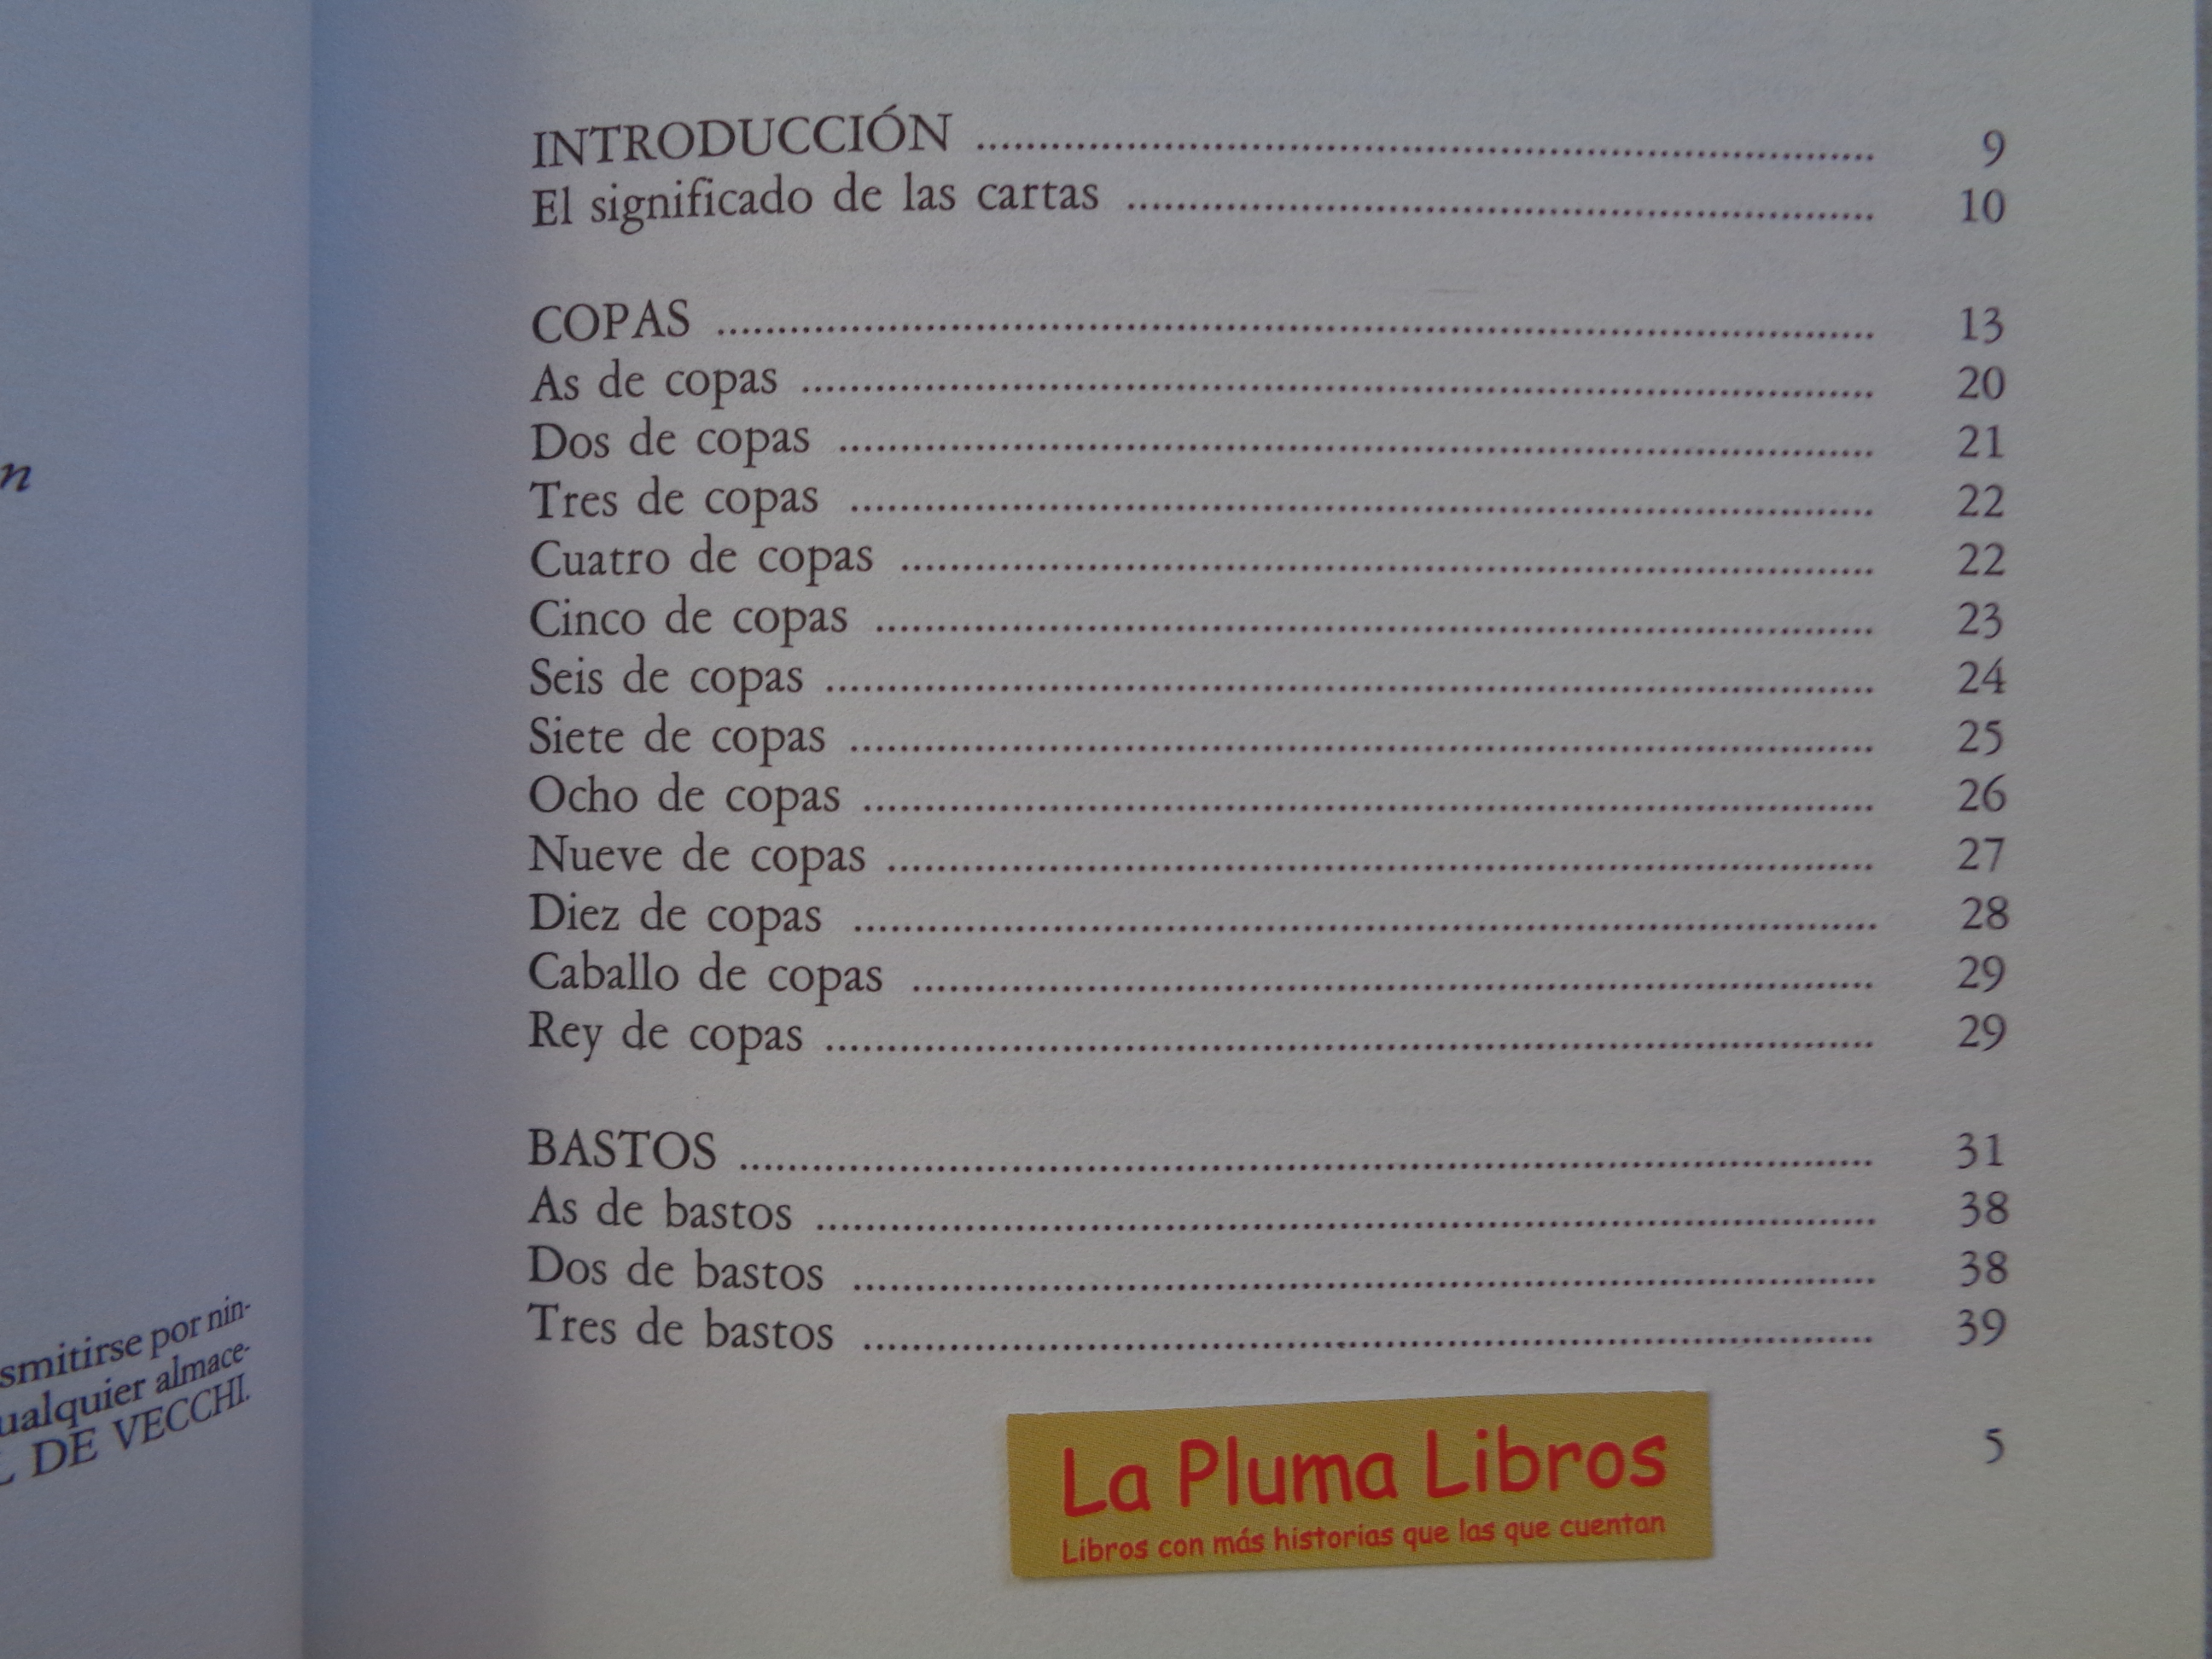 n
smitirse por nin-
ualquier almace-
L DE VECCHI.
INTRODUCCIÓN ........ 9
El significado de las cartas ........ 10
COPAS ........ 13
As de copas ........ 20
Dos de copas ........ 21
Tres de copas ........ 22
Cuatro de copas ........ 22
Cinco de copas ........ 23
Seis de copas ........ 24
Siete de copas ........ 25
Ocho de copas ........ 26
Nueve de copas ........ 27
Diez de copas ........ 28
Caballo de copas ........ 29
Rey de copas ........ 29
BASTOS ........ 31
As de bastos ........ 38
Dos de bastos ........ 38
Tres de bastos ........ 39
5
La Pluma Libros
Libros con más historias que las que cuentan